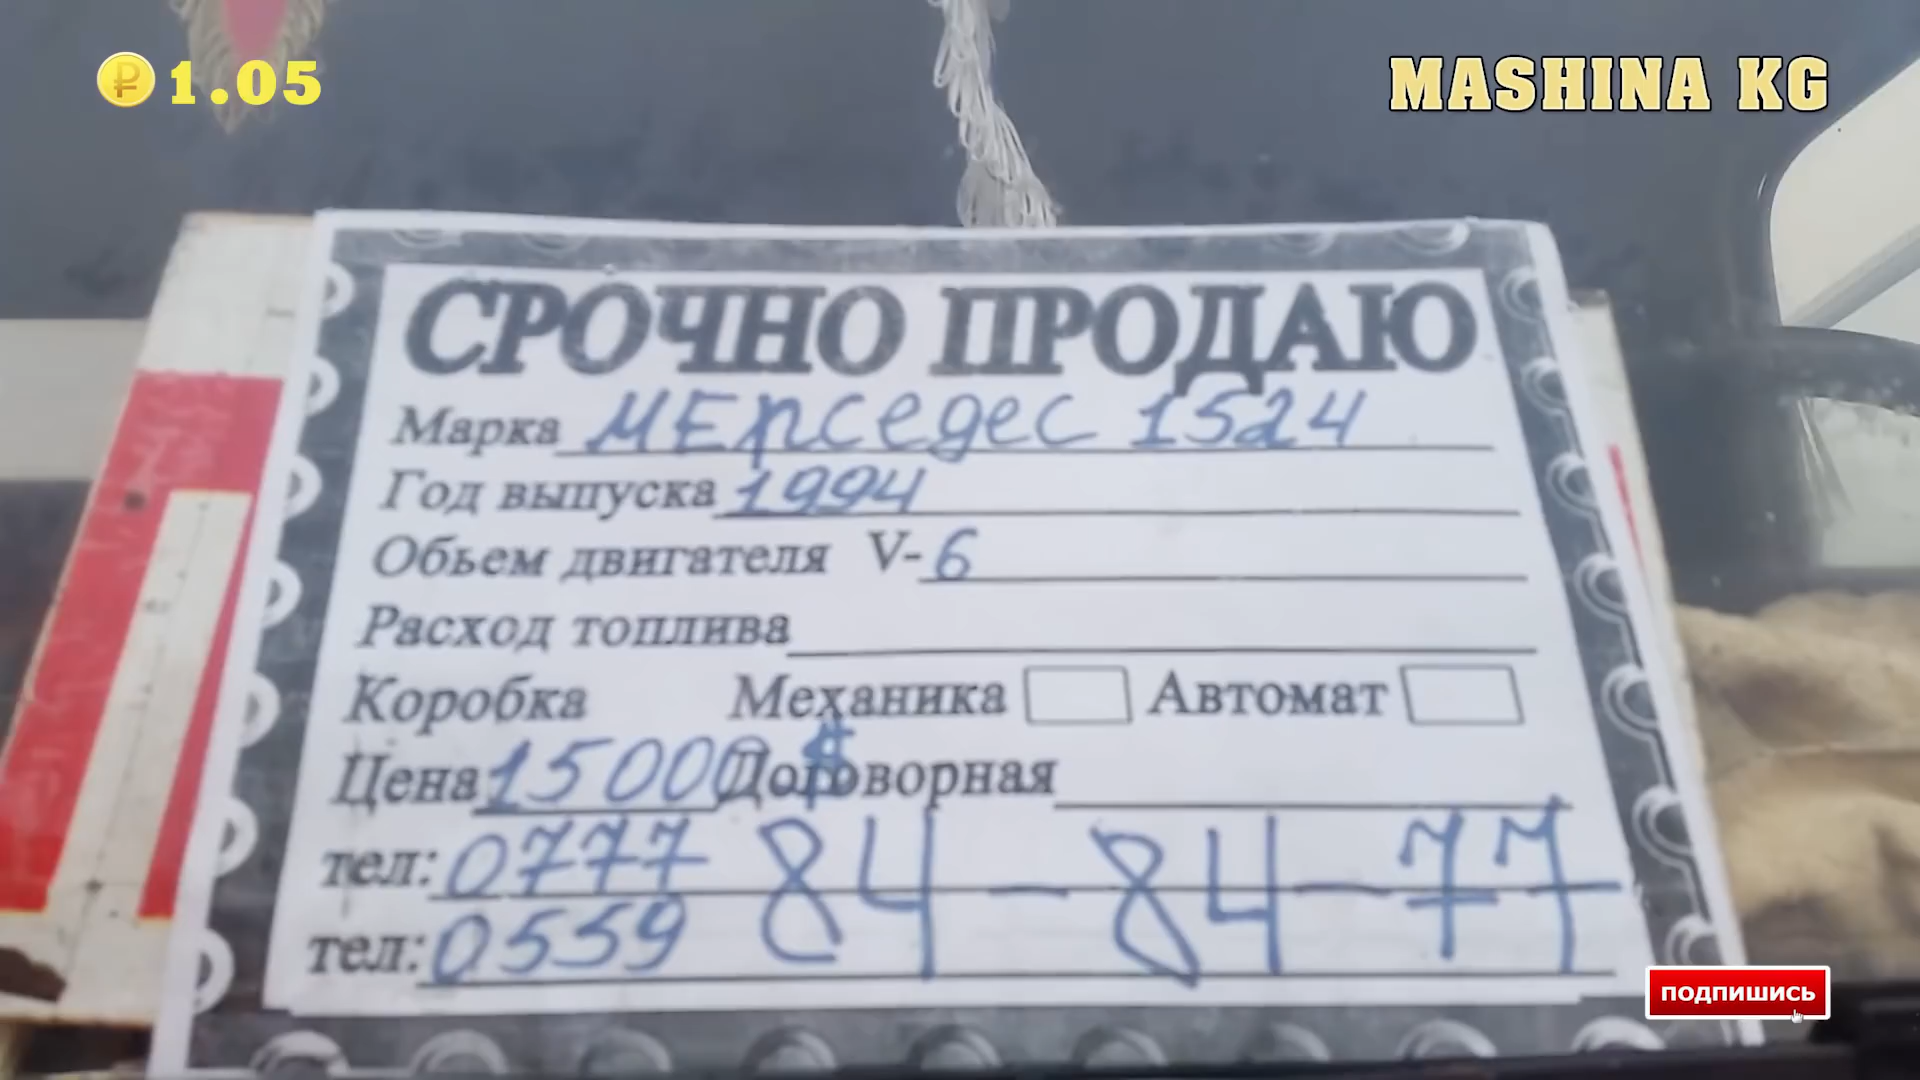 1.05
MASHINA KG
СРОЧНО ПРОДАЮ
Марка МЕрседес 1524
Год выпуска 1994
Обьем двигателя V-6
Расход топлива
Коробка Механика Автомат
Цена 15000$ Договорная
тел: 0777 84-84-77
тел: 0559
ПОДПИШИСЬ